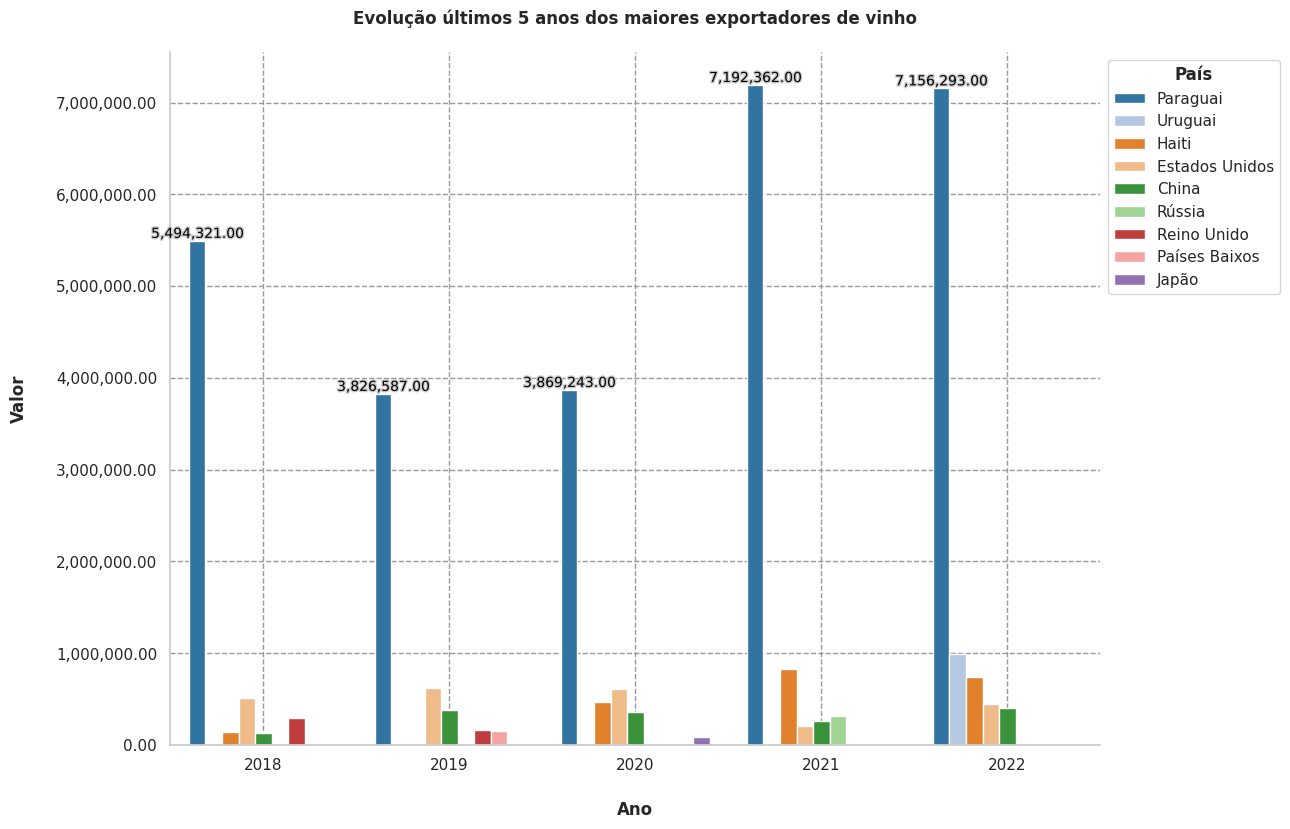 Evolução últimos 5 anos dos maiores exportadores de vinho
7,192,362.00
7,156,293.00
5,494,321.00
3,826,587.00
3,869,243.00
7,000,000.00
6,000,000.00
5,000,000.00
4,000,000.00
3,000,000.00
2,000,000.00
1,000,000.00
0.00
Valor
2018 2019 2020 2021 2022
Ano
País
Paraguai
Uruguai
Haiti
Estados Unidos
China
Rússia
Reino Unido
Países Baixos
Japão